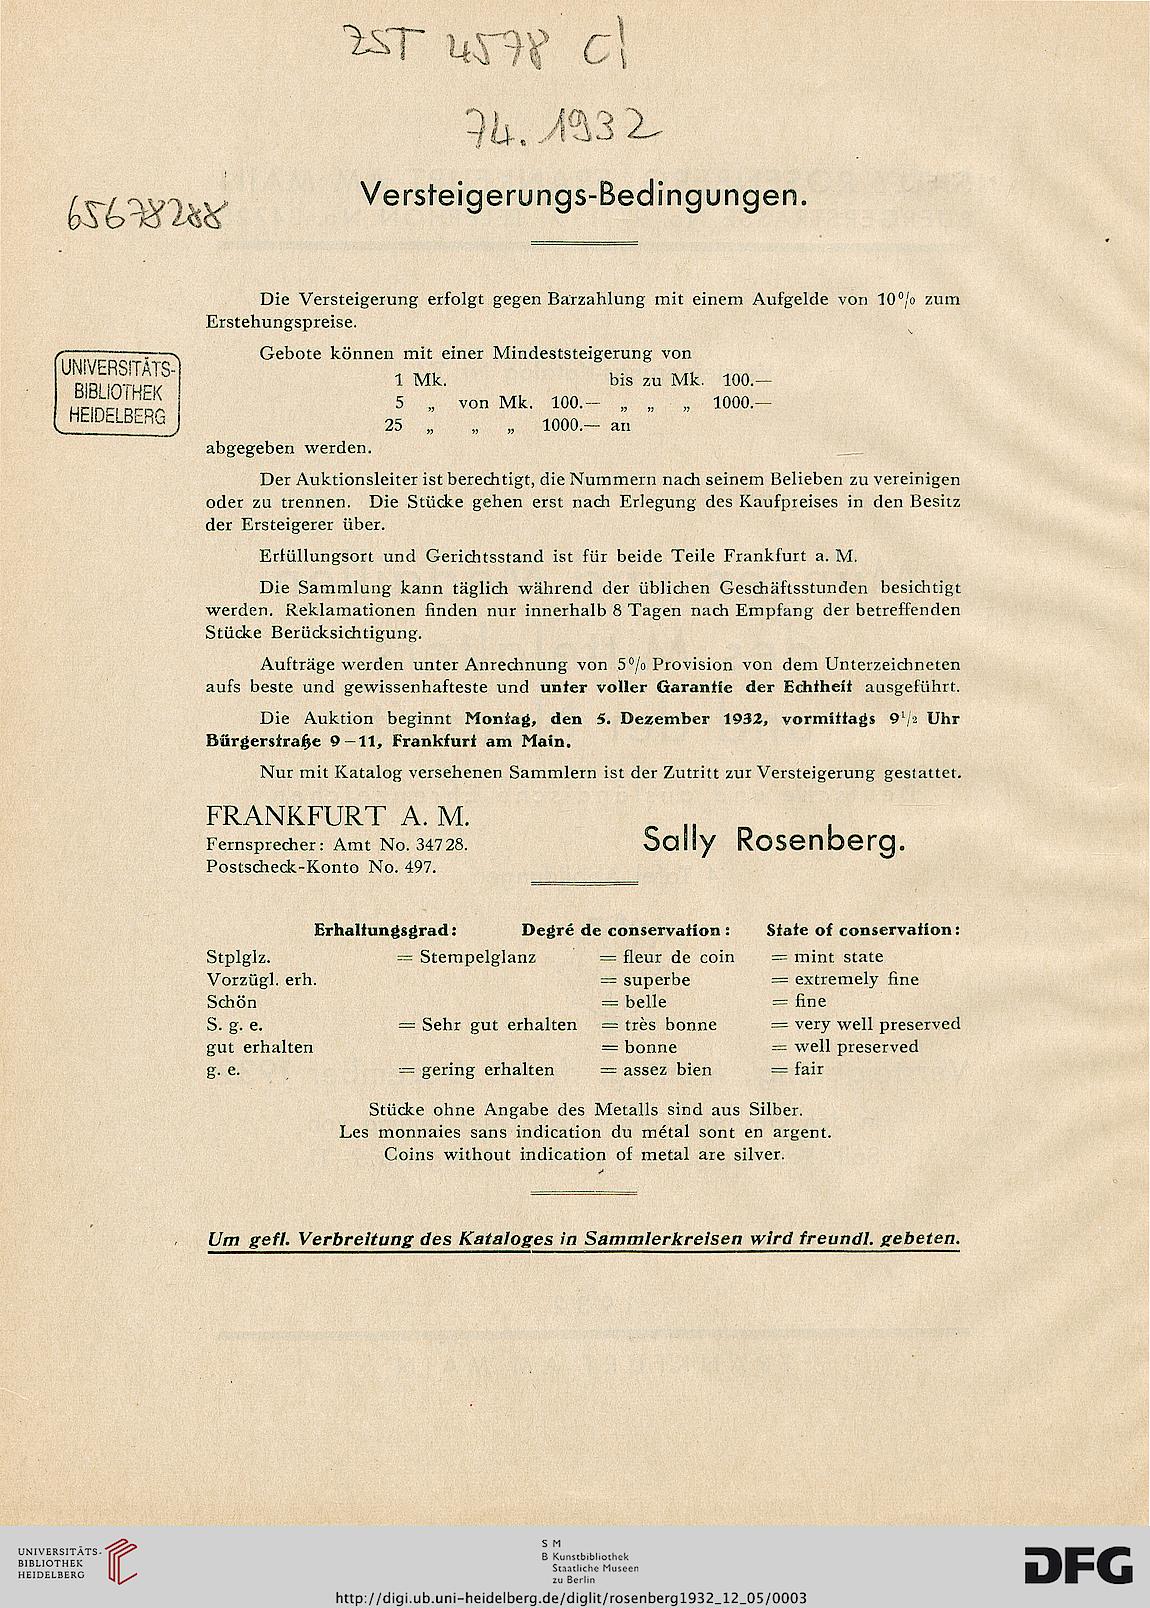 ZST 4578 C
74. 1932
65678288
Versteigerungs-Bedingungen.
Die Versteigerung erfolgt gegen Barzahlung mit einem Aufgelde von 10% zum
Erstehungspreise.
UNIVERSITÄTS-
BIBLIOTHEK
HEIDELBERG
Gebote können mit einer Mindeststeigerung von
1 Mk. bis zu Mk. 100.—
5 „ von Mk. 100.— „ „ „ 1000.—
25 „ „ „ 1000.— an
abgegeben werden.
Der Auktionsleiter ist berechtigt, die Nummern nach seinem Belieben zu vereinigen
oder zu trennen. Die Stücke gehen erst nach Erlegung des Kaufpreises in den Besitz
der Ersteigerer über.
Erfüllungsort und Gerichtsstand ist für beide Teile Frankfurt a. M.
Die Sammlung kann täglich während der üblichen Geschäftsstunden besichtigt
werden. Reklamationen finden nur innerhalb 8 Tagen nach Empfang der betreffenden
Stücke Berücksichtigung.
Aufträge werden unter Anrechnung von 5% Provision von dem Unterzeichneten
aufs beste und gewissenhafteste und unter voller Garantie der Echtheit ausgeführt.
Die Auktion beginnt Montag, den 5. Dezember 1932, vormittags 9½ Uhr
Bürgerstraße 9–11, Frankfurt am Main.
Nur mit Katalog versehenen Sammlern ist der Zutritt zur Versteigerung gestattet.
FRANKFURT A. M.
Fernsprecher: Amt No. 34728.
Postscheck-Konto No. 497.
Sally Rosenberg.
Erhaltungsgrad: Degré de conservation: State of conservation:
Stplglz. = Stempelglanz = fleur de coin = mint state
Vorzügl. erh. = superbe = extremely fine
Schön = belle = fine
S. g. e. = Sehr gut erhalten = très bonne = very well preserved
gut erhalten = bonne = well preserved
g. e. = gering erhalten = assez bien = fair
Stücke ohne Angabe des Metalls sind aus Silber.
Les monnaies sans indication du métal sont en argent.
Coins without indication of metal are silver.
Um gefl. Verbreitung des Kataloges in Sammlerkreisen wird freundl. gebeten.
UNIVERSITÄTS-
BIBLIOTHEK
HEIDELBERG
S M
B Kunstbibliothek
Staatliche Museen
zu Berlin
DFG
http://digi.ub.uni-heidelberg.de/diglit/rosenberg1932_12_05/0003